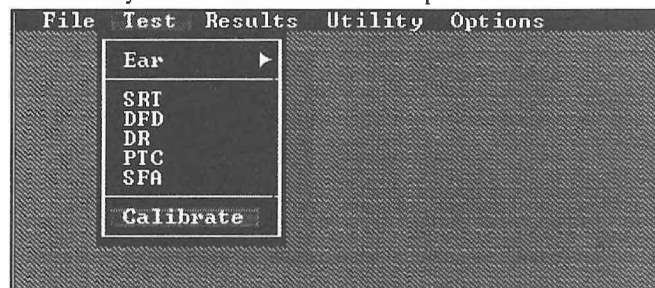 File Test Results Utility Options
Ear
SRT
DFD
DR
PTC
SFA
Calibrate